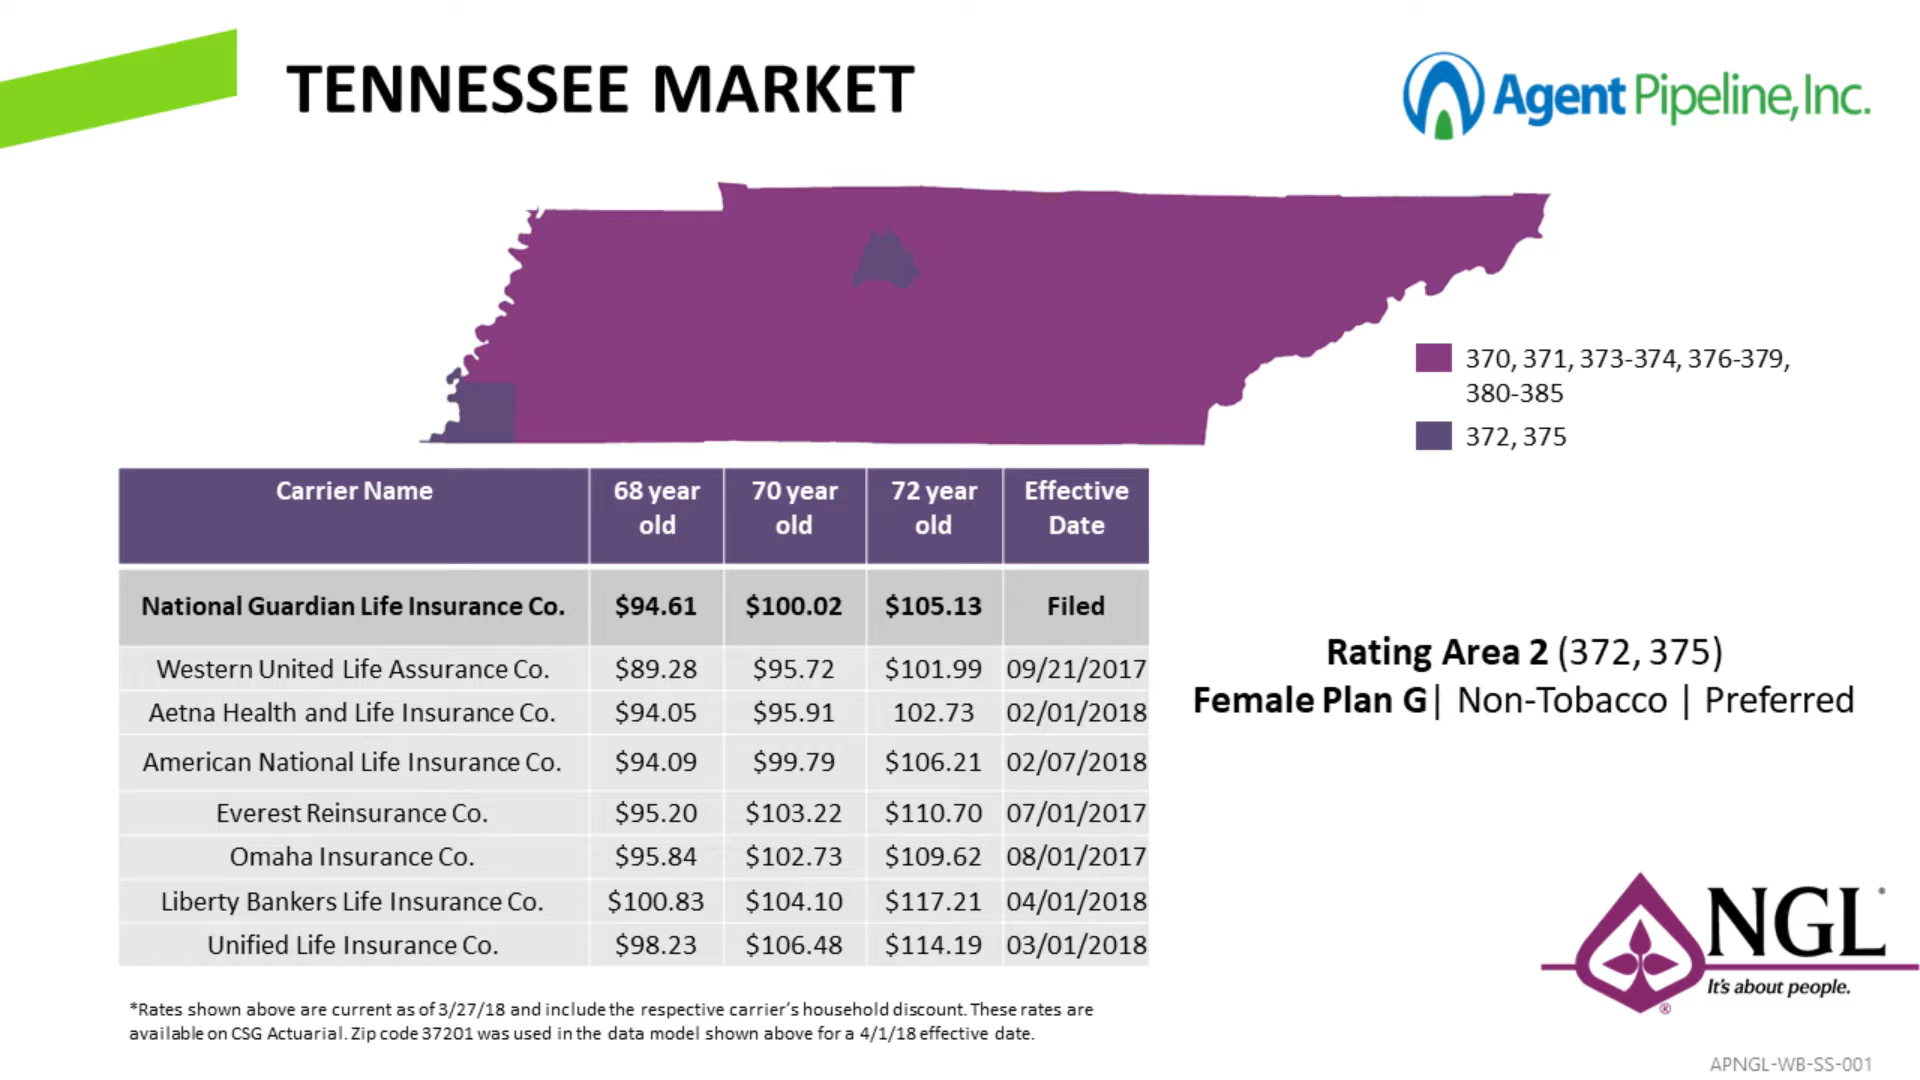 TENNESSEE MARKET
Agent Pipeline, Inc.
370, 371, 373-374, 376-379,
380-385
372, 375
Carrier Name 68 year old 70 year old 72 year old Effective Date
National Guardian Life Insurance Co. $94.61 $100.02 $105.13 Filed
Western United Life Assurance Co. $89.28 $95.72 $101.99 09/21/2017
Aetna Health and Life Insurance Co. $94.05 $95.91 102.73 02/01/2018
American National Life Insurance Co. $94.09 $99.79 $106.21 02/07/2018
Everest Reinsurance Co. $95.20 $103.22 $110.70 07/01/2017
Omaha Insurance Co. $95.84 $102.73 $109.62 08/01/2017
Liberty Bankers Life Insurance Co. $100.83 $104.10 $117.21 04/01/2018
Unified Life Insurance Co. $98.23 $106.48 $114.19 03/01/2018
Rating Area 2 (372, 375)
Female Plan G| Non-Tobacco | Preferred
*Rates shown above are current as of 3/27/18 and include the respective carrier’s household discount. These rates are
available on CSG Actuarial. Zip code 37201 was used in the data model shown above for a 4/1/18 effective date.
NGL
It's about people.
®
APNGL-WB-SS-001